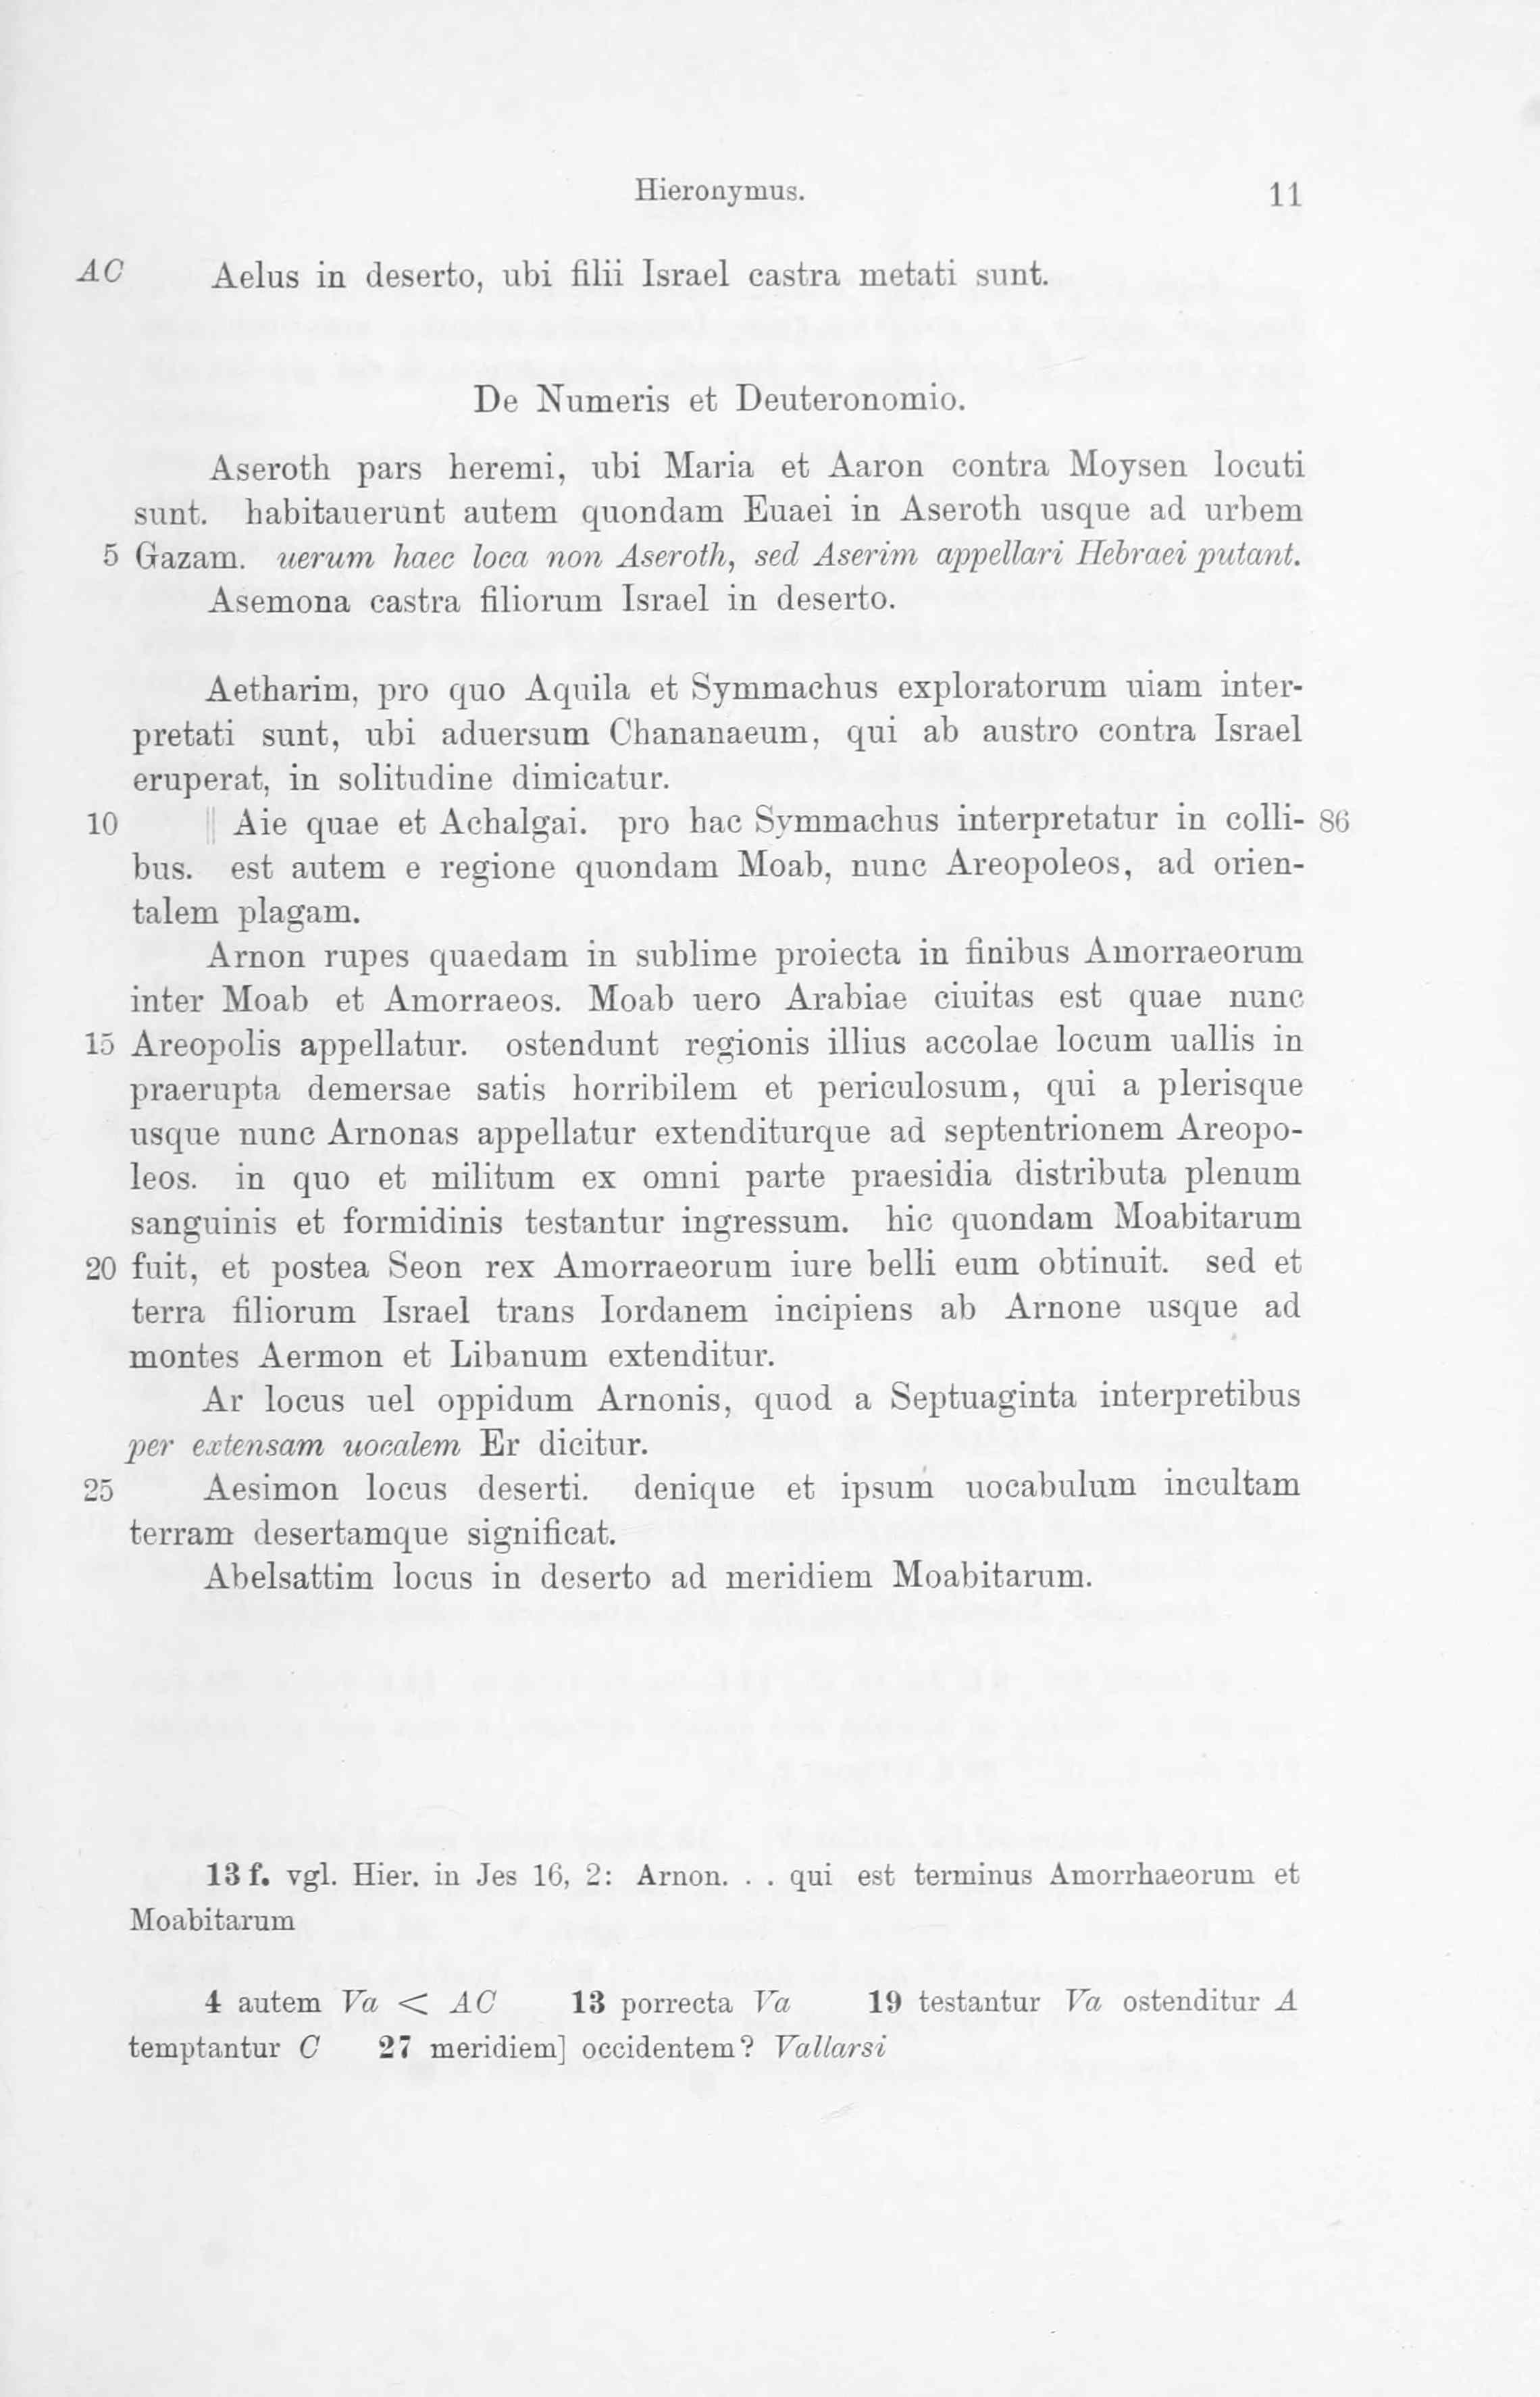 Hieronymus. 11
AC Aelus in deserto, ubi filii Israel castra metati sunt.
De Numeris et Deuteronomio.
Aseroth pars heremi, ubi Maria et Aaron contra Moysen locuti
sunt. habitauerunt autem quondam Euaei in Aseroth usque ad urbem
5 Gazam. uerum haec loca non Aseroth, sed Aserim appellari Hebraei putant.
Asemona castra filiorum Israel in deserto.
Aetharim, pro quo Aquila et Symmachus exploratorum uiam inter-
pretati sunt, ubi aduersum Chananaeum, qui ab austro contra Israel
eruperat, in solitudine dimicatur.
10 || Aie quae et Achalgai. pro hac Symmachus interpretatur in colli- 86
bus. est autem e regione quondam Moab, nunc Areopoleos, ad orien-
talem plagam.
Arnon rupes quaedam in sublime proiecta in finibus Amorraeorum
inter Moab et Amorraeos. Moab uero Arabiae ciuitas est quae nunc
15 Areopolis appellatur. ostendunt regionis illius accolae locum uallis in
praerupta demersae satis horribilem et periculosum, qui a plerisque
usque nunc Arnonas appellatur extenditurque ad septentrionem Areopo-
leos. in quo et militum ex omni parte praesidia distributa plenum
sanguinis et formidinis testantur ingressum. hic quondam Moabitarum
20 fuit, et postea Seon rex Amorraeorum iure belli eum obtinuit. sed et
terra filiorum Israel trans Iordanem incipiens ab Arnone usque ad
montes Aermon et Libanum extenditur.
Ar locus uel oppidum Arnonis, quod a Septuaginta interpretibus
per extensam uocalem Er dicitur.
25 Aesimon locus deserti. denique et ipsum uocabulum incultam
terram desertamque significat.
Abelsattim locus in deserto ad meridiem Moabitarum.
13 f. vgl. Hier. in Jes 16, 2: Arnon. . . qui est terminus Amorrhaeorum et
Moabitarum
4 autem Va < AC 13 porrecta Va 19 testantur Va ostenditur A
temptantur C 27 meridiem] occidentem? Vallarsi